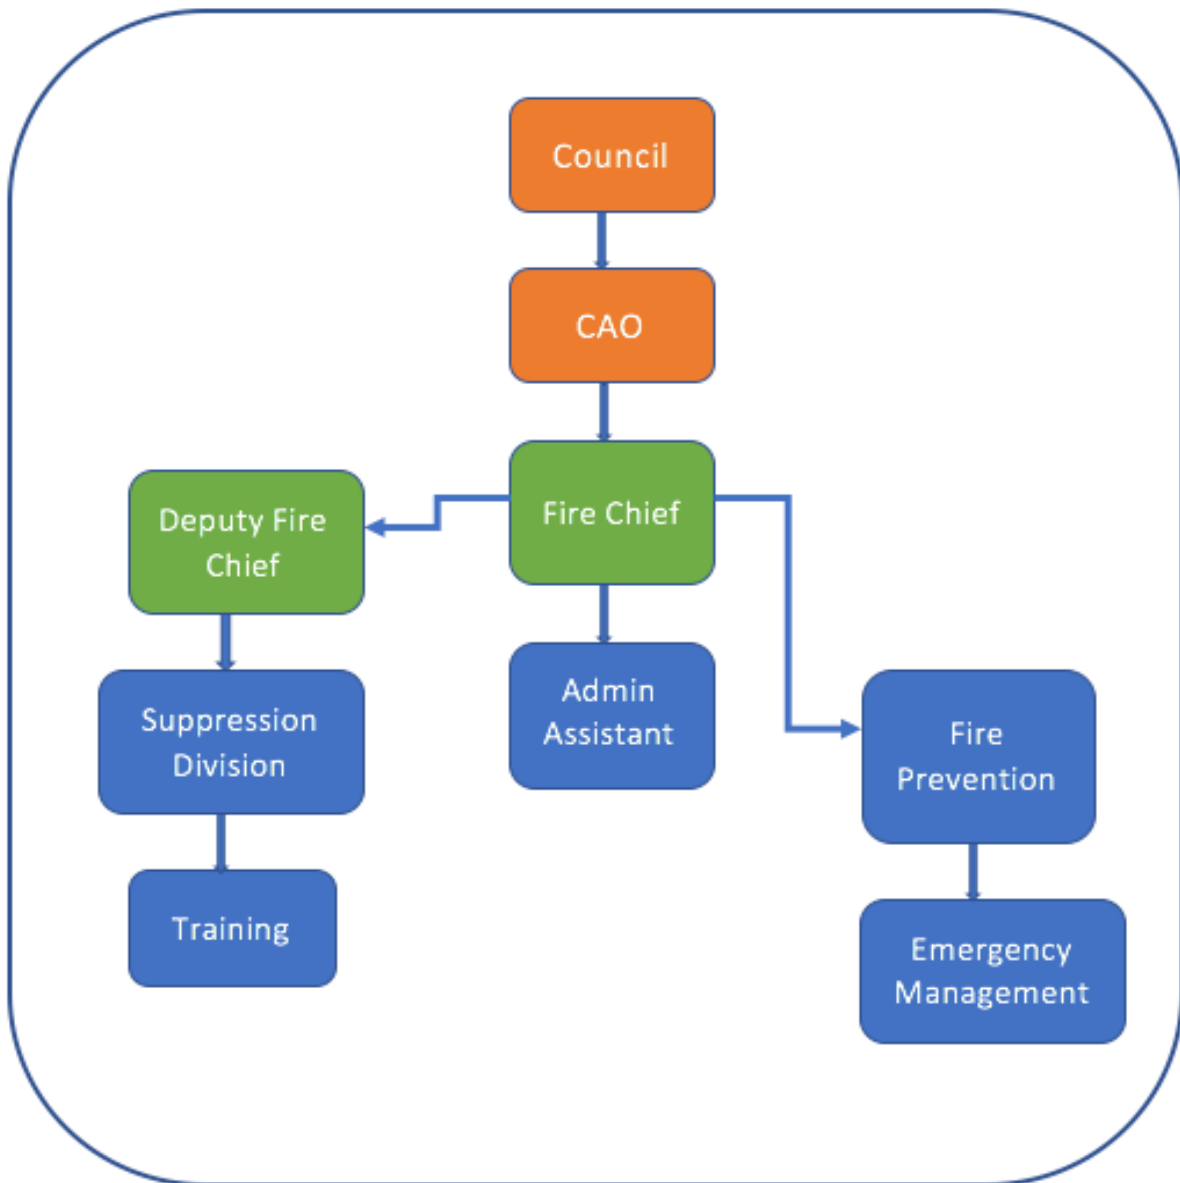 Council
CAO
Fire Chief
Deputy Fire
Chief
Admin
Assistant
Suppression
Division
Fire
Prevention
Training
Emergency
Management